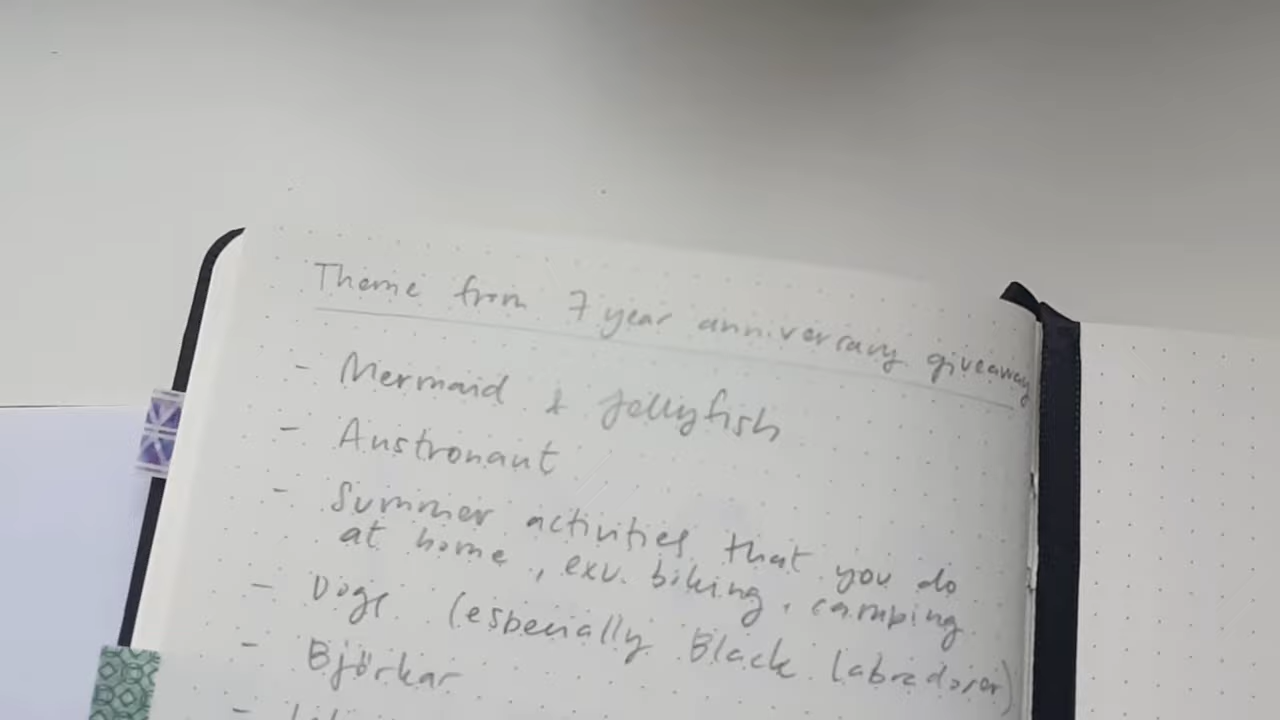 Theme from 7 year anniversary giveaway
- Mermaid & Jellyfish
- Austronaut
- Summer activities that you do
at home, exv. biking, camping
- Dogs (especially Black labradorer)
- Björkar